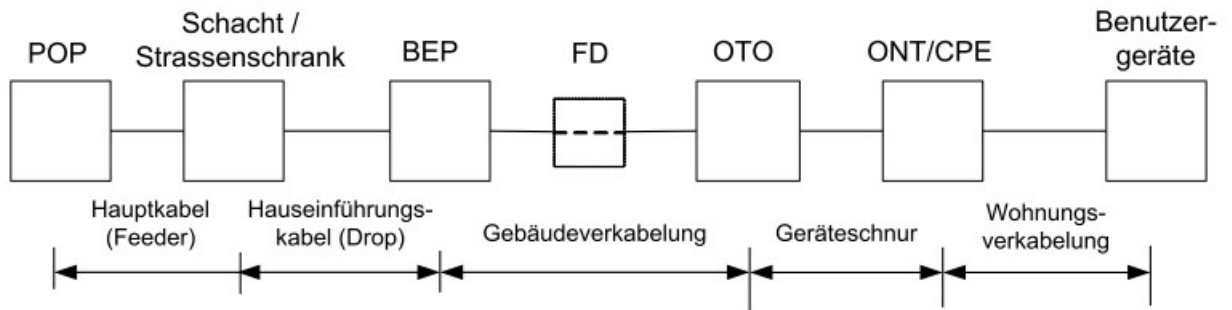 POP
Schacht /
Strassenschrank
BEP
FD
OTO
ONT/CPE
Benutzer-
geräte
Hauptkabel
(Feeder)
Hauseinführungs-
kabel (Drop)
Gebäudeverkabelung
Geräteschnur
Wohnungs-
verkabelung